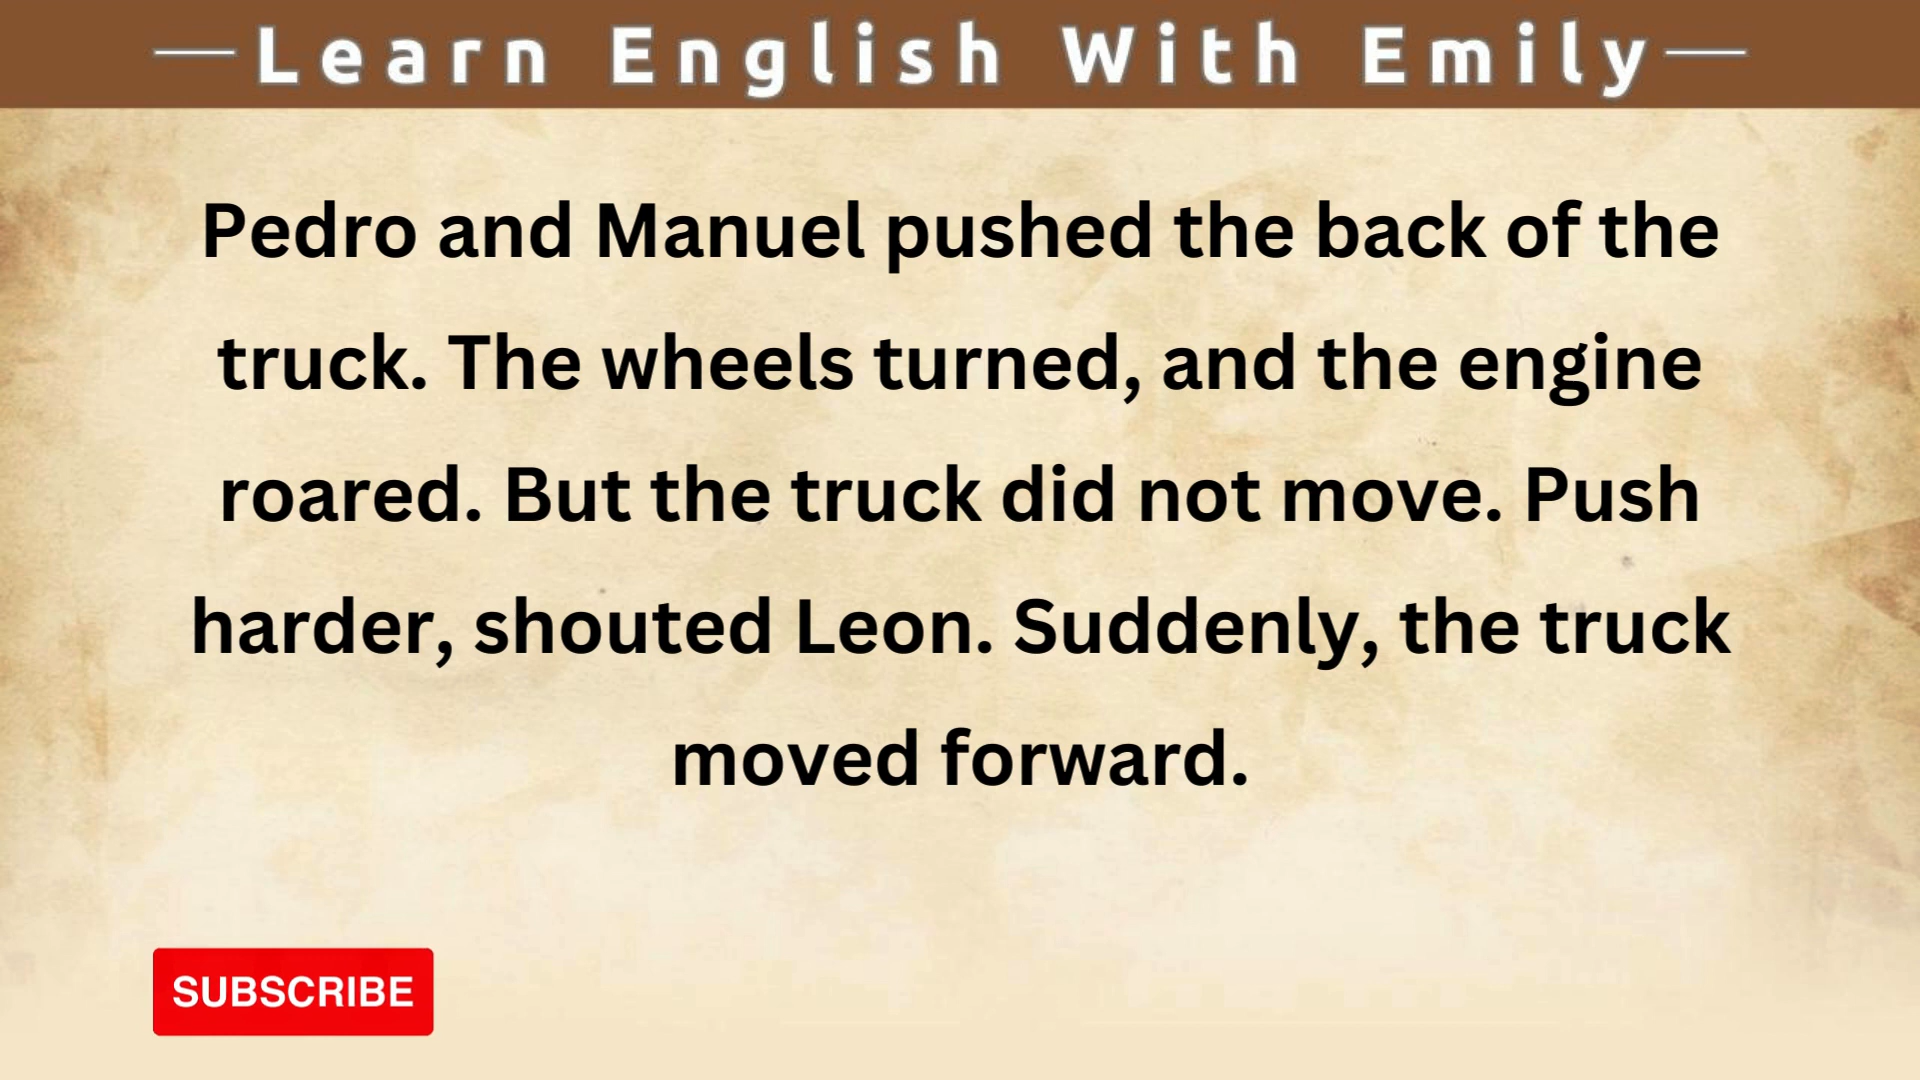 Learn English With Emily
Pedro and Manuel pushed the back of the
truck. The wheels turned, and the engine
roared. But the truck did not move. Push
harder, shouted Leon. Suddenly, the truck
moved forward.
SUBSCRIBE